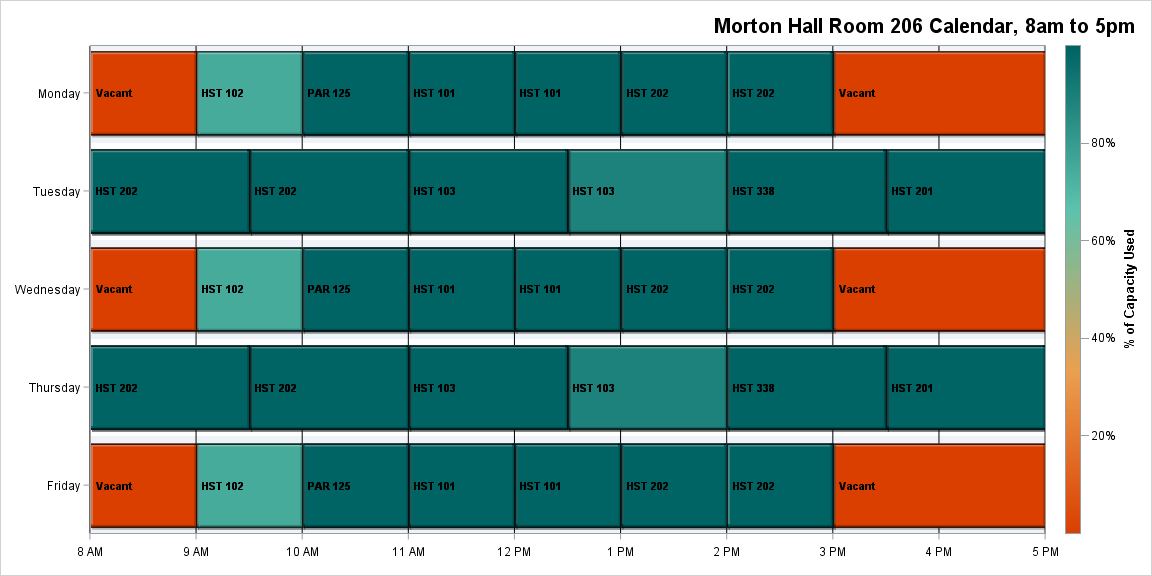 Morton Hall Room 206 Calendar, 8am to 5pm
Monday
Vacant
HST 102
PAR 125
HST 101
HST 101
HST 202
HST 202
Vacant
Tuesday
HST 202
HST 202
HST 103
HST 103
HST 338
HST 201
Wednesday
Vacant
HST 102
PAR 125
HST 101
HST 101
HST 202
HST 202
Vacant
Thursday
HST 202
HST 202
HST 103
HST 103
HST 338
HST 201
Friday
Vacant
HST 102
PAR 125
HST 101
HST 101
HST 202
HST 202
Vacant
8 AM
9 AM
10 AM
11 AM
12 PM
1 PM
2 PM
3 PM
4 PM
5 PM
80%
60%
40%
20%
% of Capacity Used